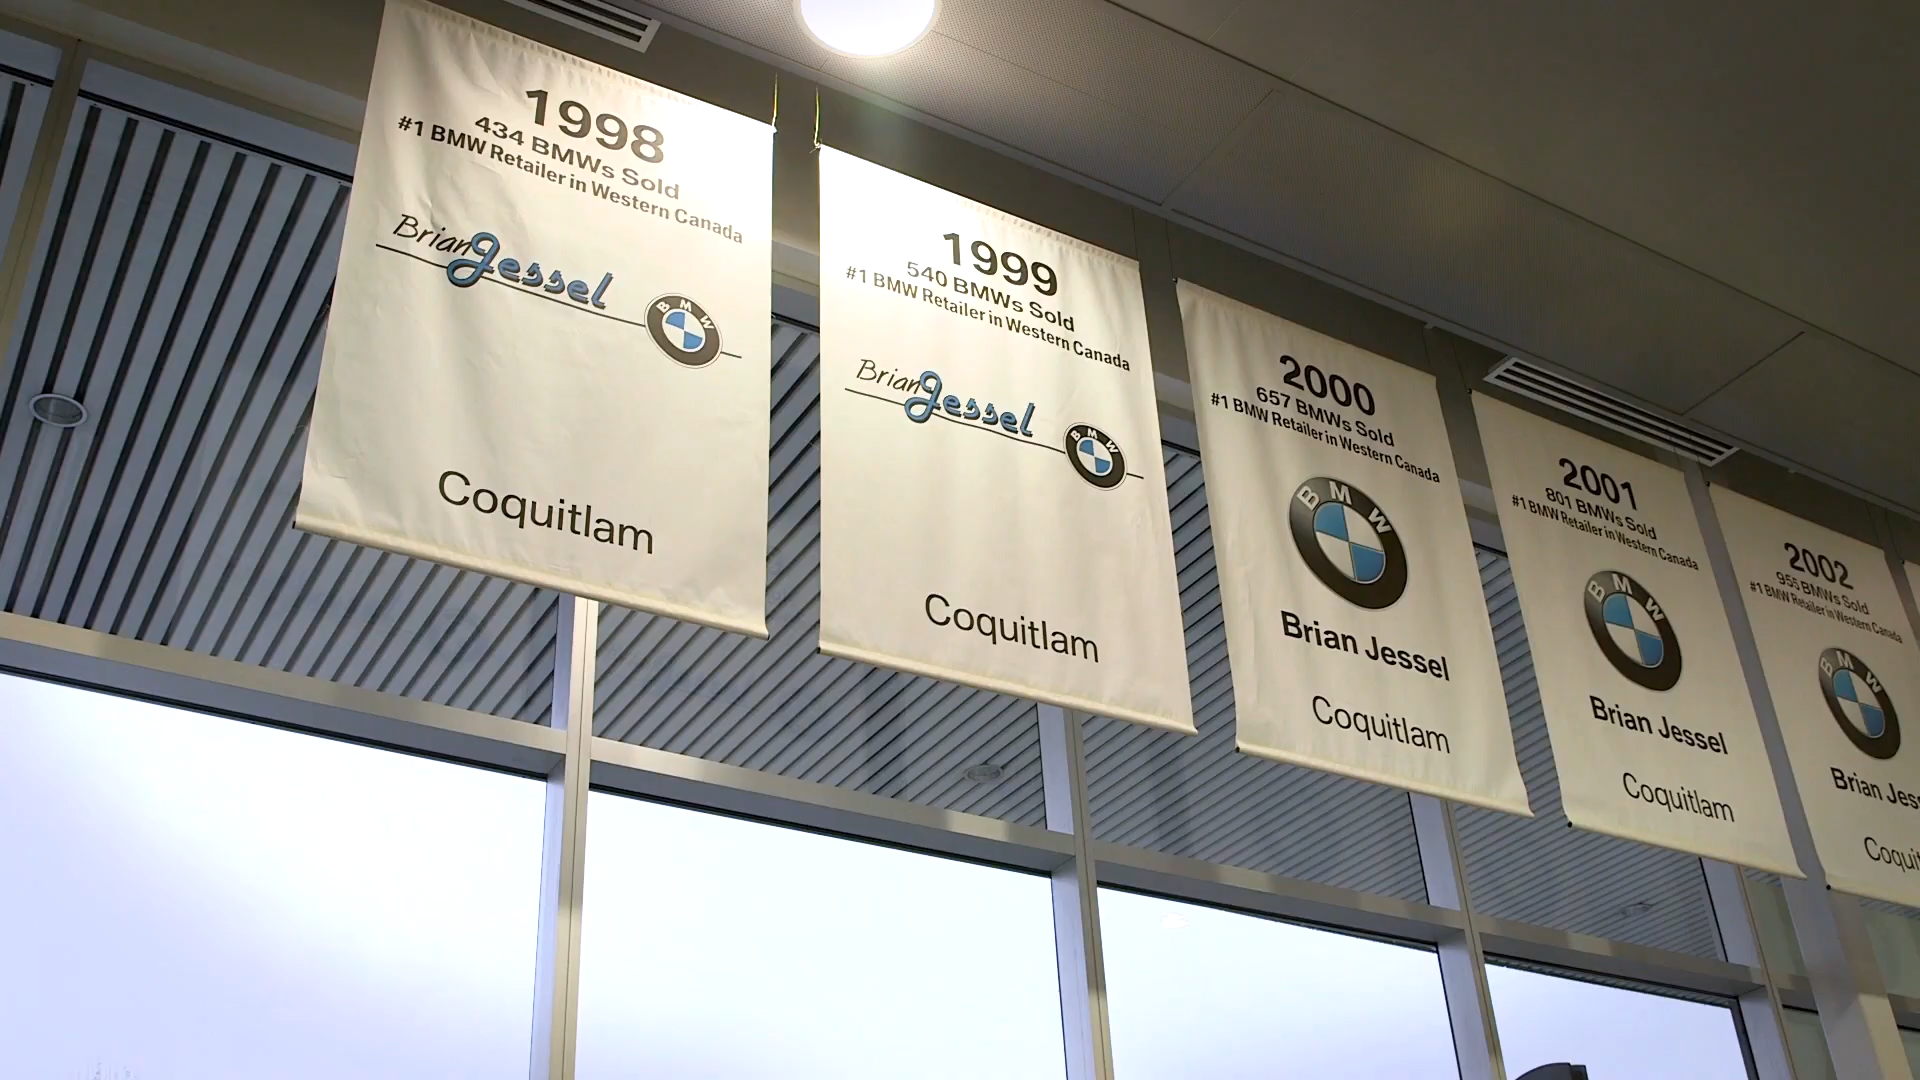 1998
434 BMWs Sold
#1 BMW Retailer in Western Canada
Brian Jessel
BMW
Coquitlam
1999
540 BMWs Sold
#1 BMW Retailer in Western Canada
Brian Jessel
BMW
Coquitlam
2000
657 BMWs Sold
#1 BMW Retailer in Western Canada
BMW
Brian Jessel
Coquitlam
2001
801 BMWs Sold
#1 BMW Retailer in Western Canada
BMW
Brian Jessel
Coquitlam
2002
BMWs Sold
#1 BMW Retailer in Western Canada
BMW
Brian Jess
Coquit